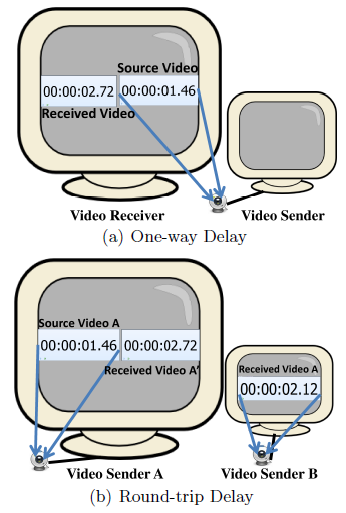 Source Video
00:00:02.72 00:00:01.46
Received Video
Video Receiver Video Sender
(a) One-way Delay
Source Video A
00:00:01.46 00:00:02.72
Received Video A'
Received Video A
00:00:02.12
Video Sender A Video Sender B
(b) Round-trip Delay